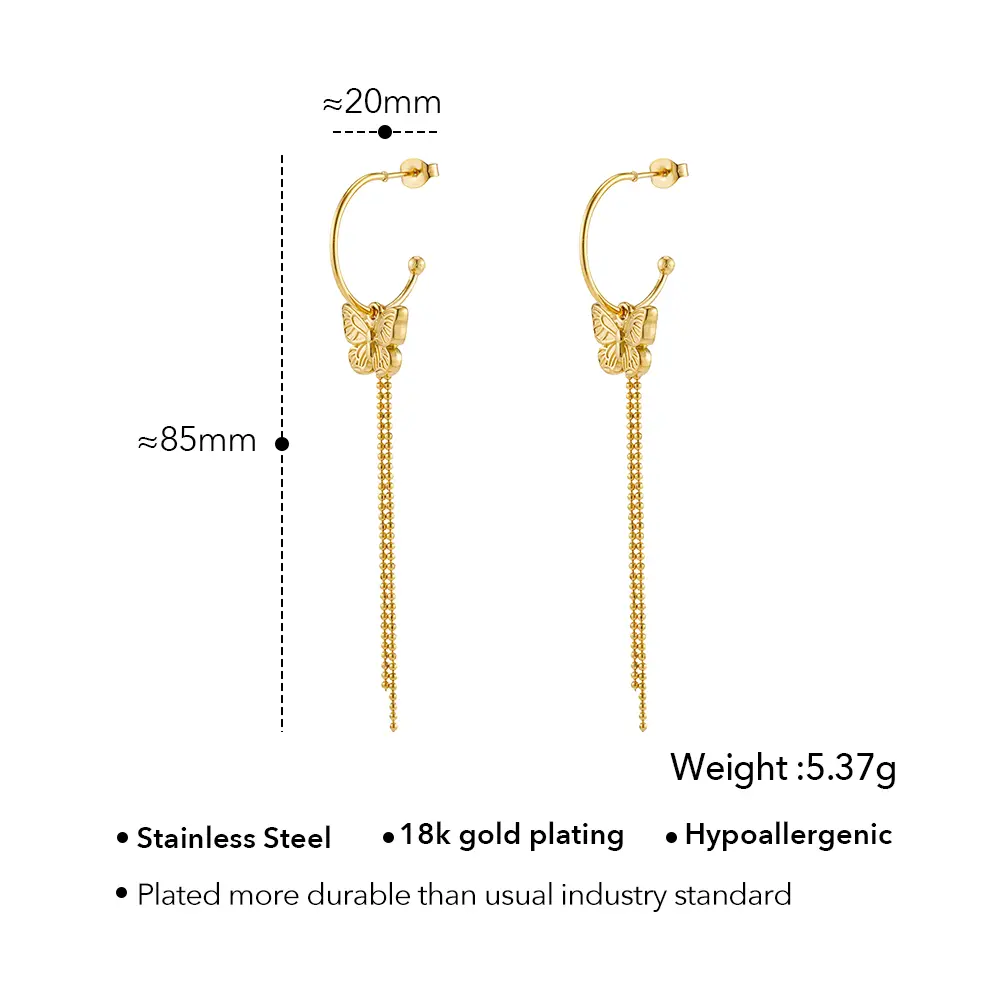 ≈20mm
≈85mm
Weight :5.37g
• Stainless Steel
• 18k gold plating
• Hypoallergenic
• Plated more durable than usual industry standard